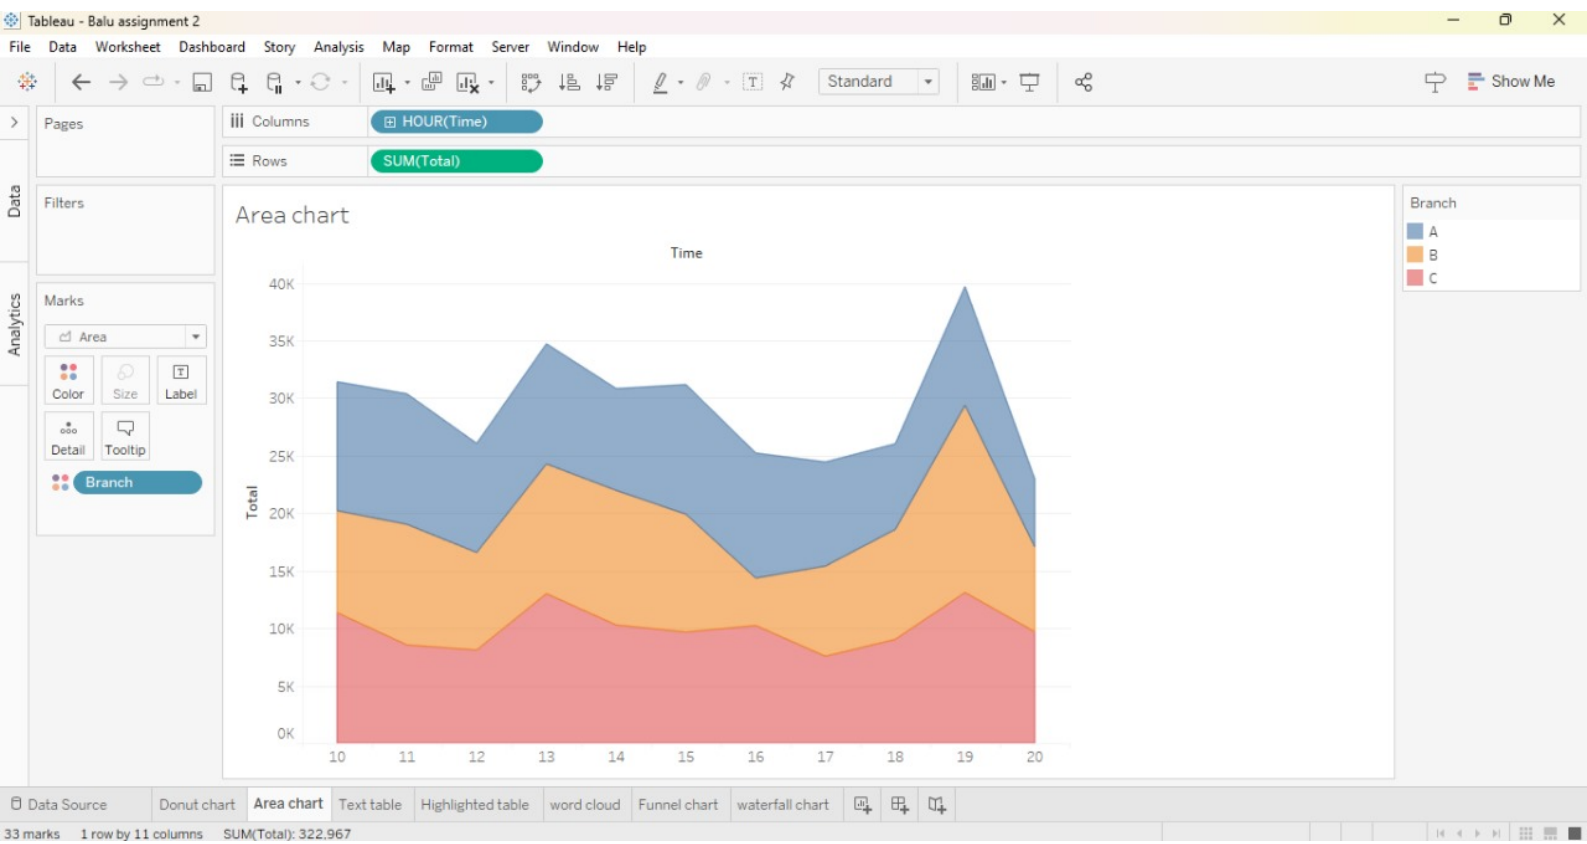 Tableau - Balu assignment 2
File Data Worksheet Dashboard Story Analysis Map Format Server Window Help
Standard
Show Me
Pages
Columns
HOUR(Time)
Rows
SUM(Total)
Data
Analytics
Filters
Marks
Area
Color
Size
Label
Detail
Tooltip
Branch
Area chart
Time
Total
40K
35K
30K
25K
20K
15K
10K
5K
0K
10 11 12 13 14 15 16 17 18 19 20
Branch
A
B
C
Data Source Donut chart Area chart Text table Highlighted table word cloud Funnel chart waterfall chart
33 marks 1 row by 11 columns SUM(Total): 322,967